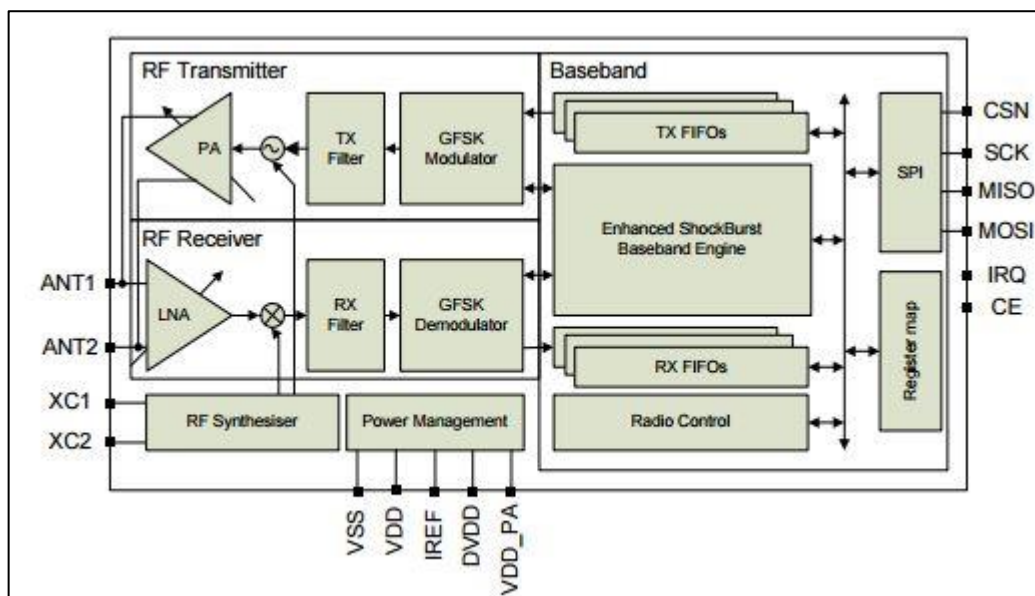 RF Transmitter
Baseband
PA
TX
Filter
GFSK
Modulator
TX FIFOs
SPI
CSN
SCK
MISO
MOSI
Enhanced ShockBurst
Baseband Engine
RF Receiver
ANT1
ANT2
LNA
RX
Filter
GFSK
Demodulator
RX FIFOs
Register map
IRQ
CE
XC1
XC2
RF Synthesiser
Power Management
Radio Control
VSS
VDD
IREF
DVDD
VDD_PA